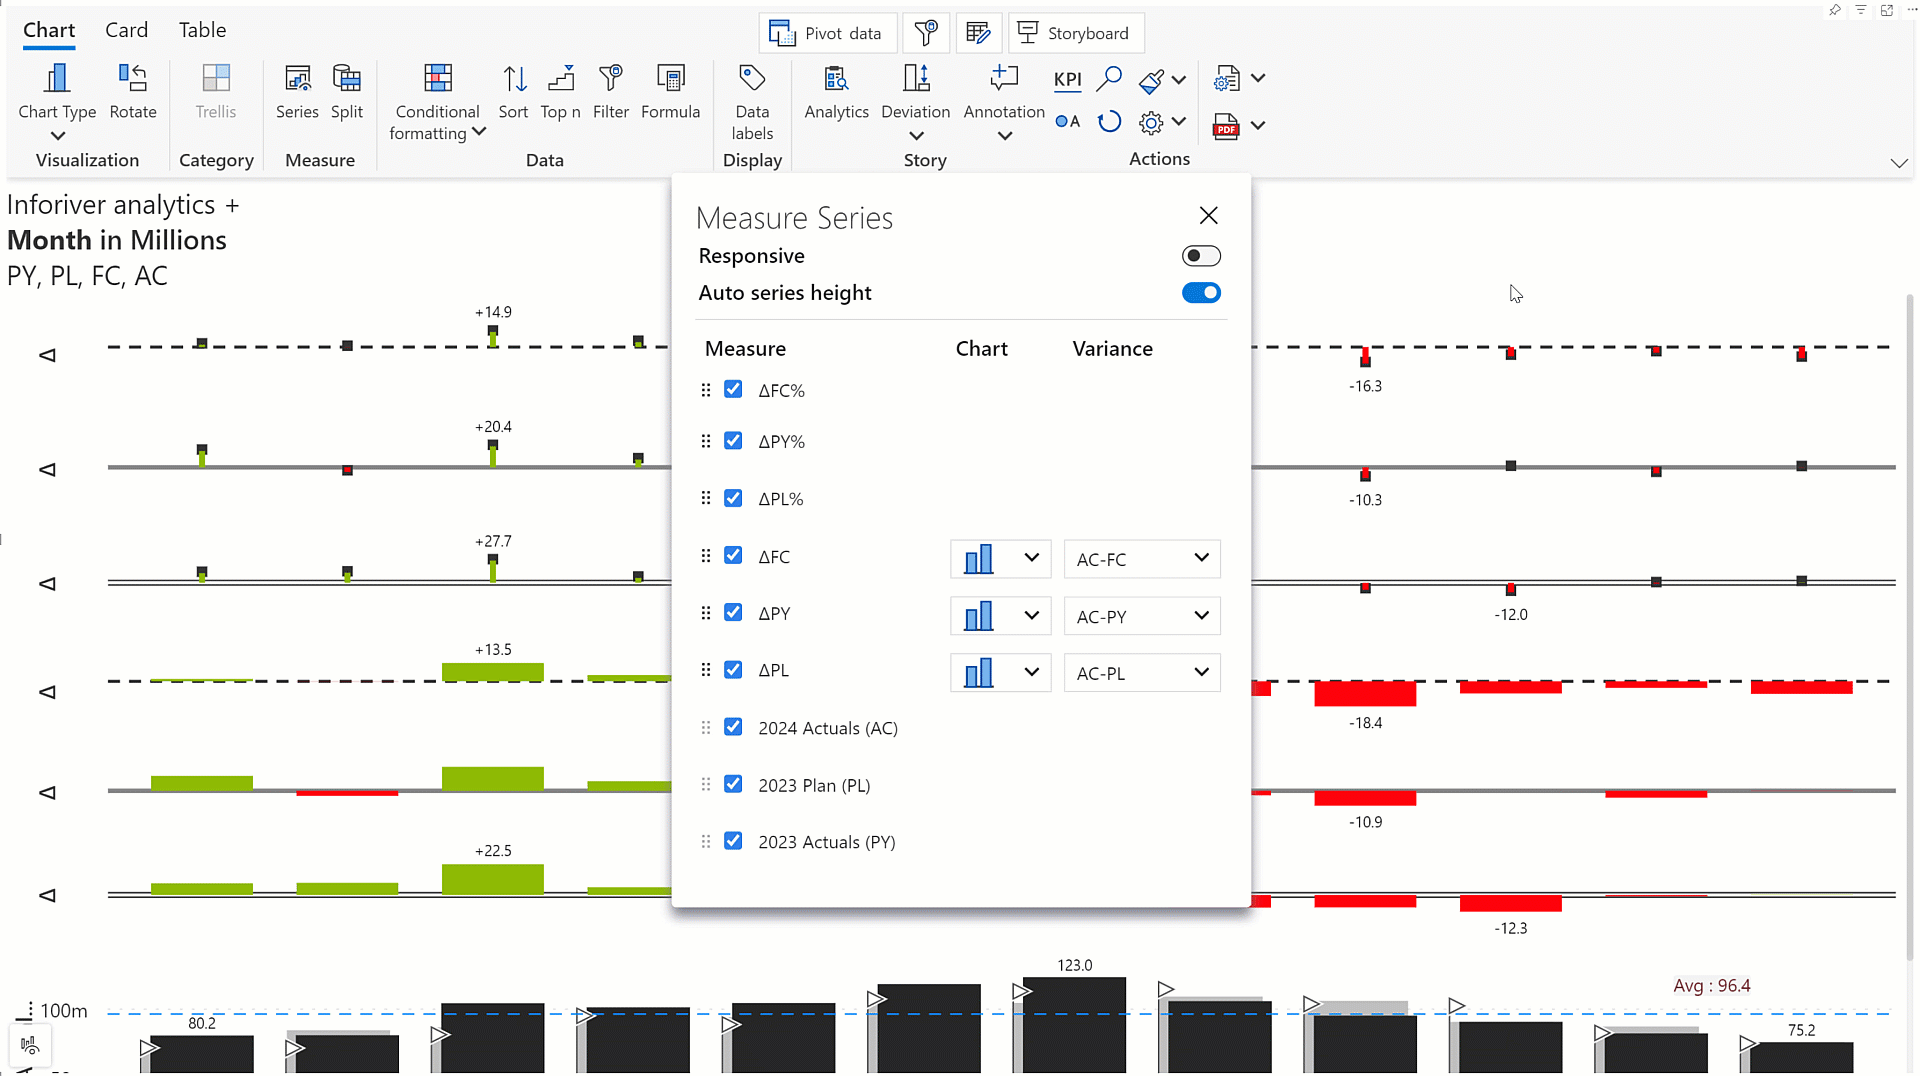 Chart Card Table
Pivot data Storyboard
Chart Type Rotate Trellis Series Split Conditional formatting Sort Top n Filter Formula Data labels Analytics Deviation Annotation KPI
A
PDF
Visualization Category Measure Data Display Story Actions
Inforiver analytics +
Month in Millions
PY, PL, FC, AC
Measure Series
Responsive
Auto series height
Measure Chart Variance
ΔFC%
ΔPY%
ΔPL%
ΔFC AC-FC
ΔPY AC-PY
ΔPL AC-PL
2024 Actuals (AC)
2023 Plan (PL)
2023 Actuals (PY)
+14.9
-16.3
+20.4
-10.3
+27.7
-12.0
+13.5
-18.4
-10.9
+22.5
-12.3
123.0
Avg : 96.4
100m
80.2
75.2